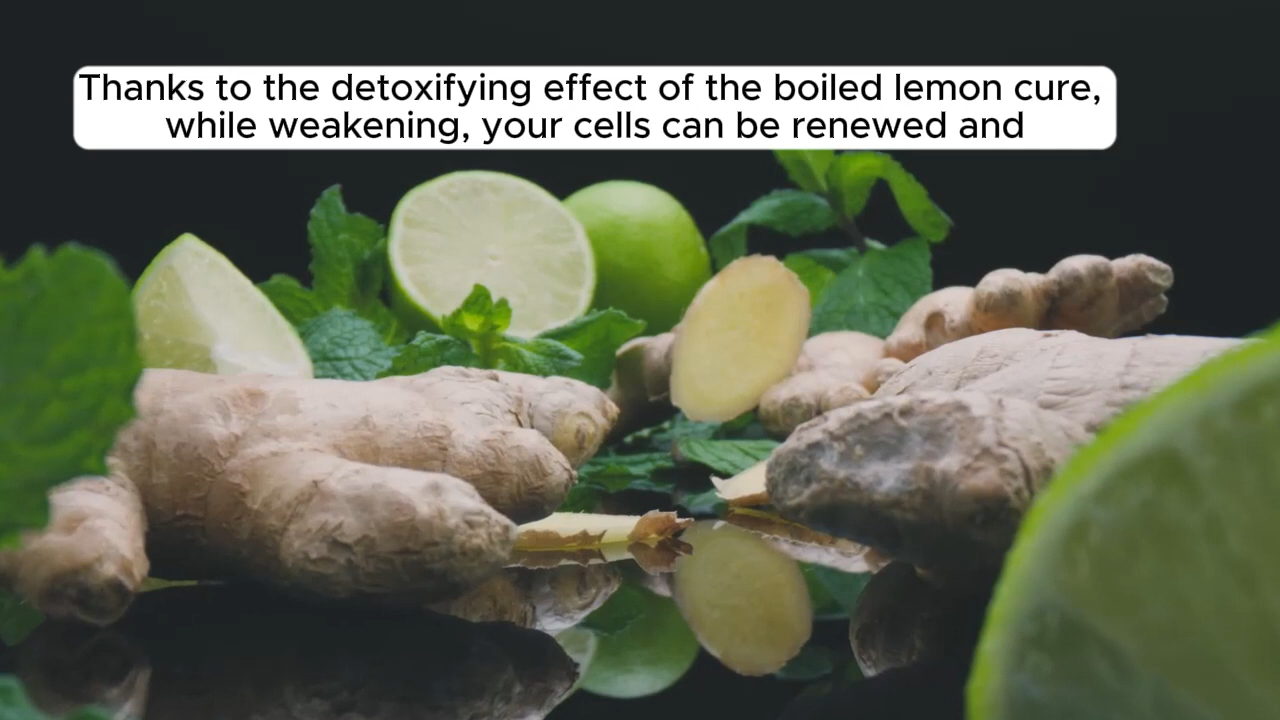 Thanks to the detoxifying effect of the boiled lemon cure,
while weakening, your cells can be renewed and